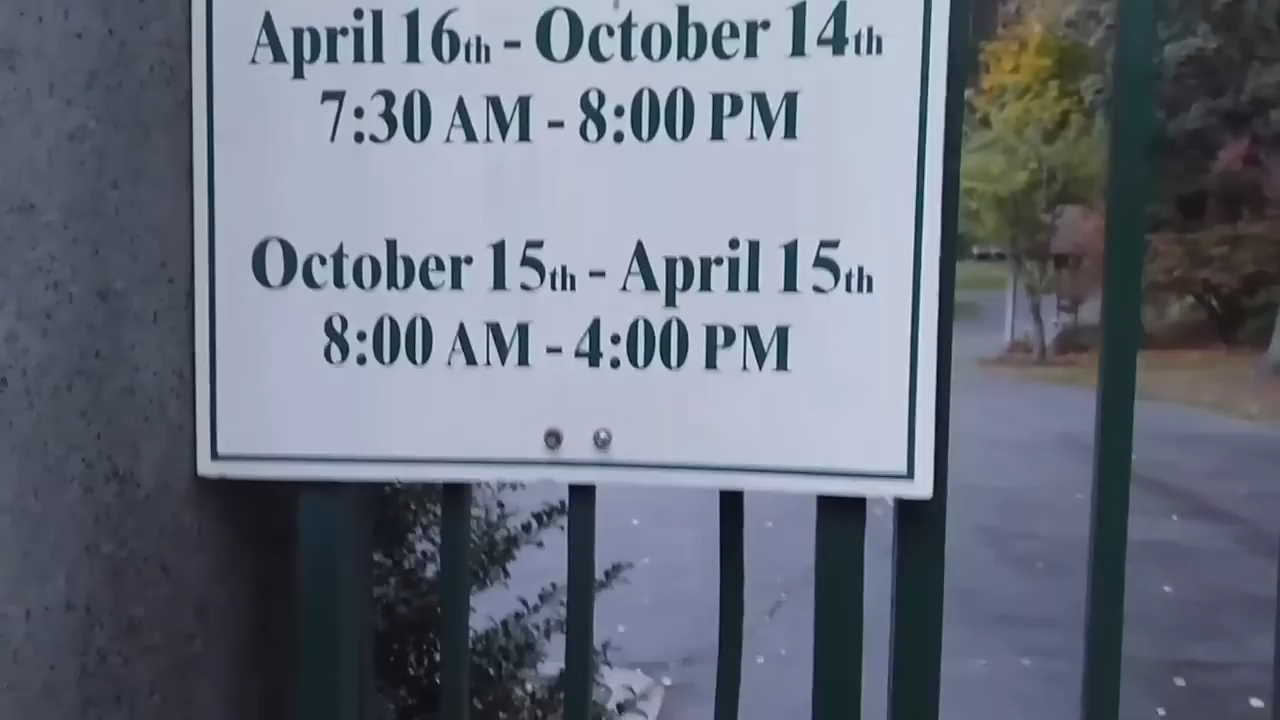 April 16th - October 14th
7:30 AM - 8:00 PM
October 15th - April 15th
8:00 AM - 4:00 PM